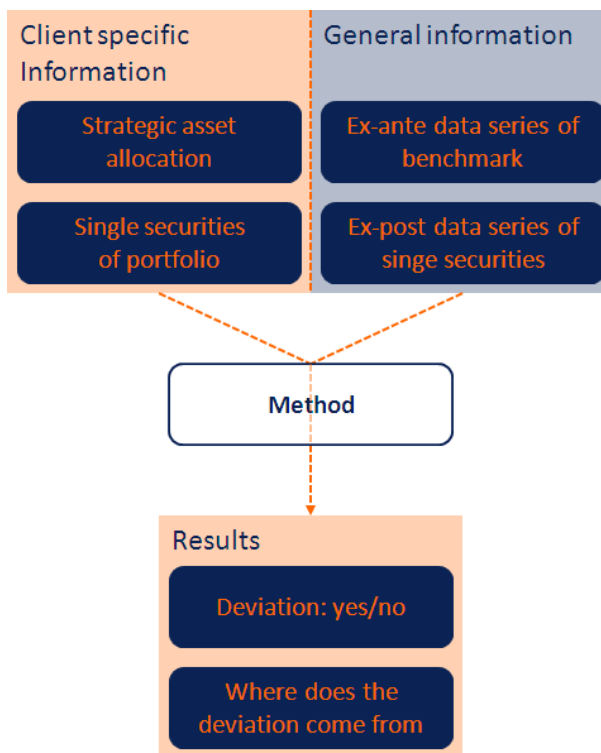 Client specific
Information
Strategic asset
allocation
Single securities
of portfolio
General information
Ex-ante data series of
benchmark
Ex-post data series of
singe securities
Method
Results
Deviation: yes/no
Where does the
deviation come from